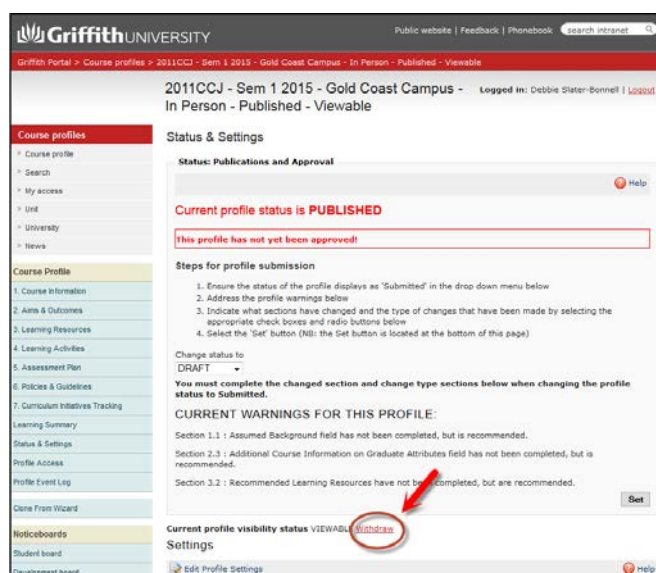 Griffith UNIVERSITY
Public website | Feedback | Phonebook
search intranet
Griffith Portal > Course profiles > 2011CCJ - Sem 1 2015 - Gold Coast Campus - In Person - Published - Viewable
2011CCJ - Sem 1 2015 - Gold Coast Campus -
In Person - Published - Viewable
Logged in: Debbie Slater-Bonnell | Logout
Course profiles
Course profile
Search
My access
Unit
University
News
Course Profile
1. Course Information
2. Aims & Outcomes
3. Learning Resources
4. Learning Activities
5. Assessment Plan
6. Policies & Guidelines
7. Curriculum Initiatives Tracking
Learning Summary
Status & Settings
Profile Access
Profile Event Log
Clone From Wizard
Noticeboards
Student board
Development board
Status & Settings
Status: Publications and Approval
Help
Current profile status is PUBLISHED
This profile has not yet been approved!
Steps for profile submission
1. Ensure the status of the profile displays as 'Submitted' in the drop down menu below
2. Address the profile warnings below
3. Indicate what sections have changed and the type of changes that have been made by selecting the
appropriate check boxes and radio buttons below
4. Select the 'Set' button (NB: the Set button is located at the bottom of this page)
Change status to
DRAFT
You must complete the changed section and change type sections below when changing the profile
status to Submitted.
CURRENT WARNINGS FOR THIS PROFILE:
Section 1.1 : Assumed Background field has not been completed, but is recommended.
Section 2.3 : Additional Course Information on Graduate Attributes field has not been completed, but is
recommended.
Section 3.2 : Recommended Learning Resources have not been completed, but are recommended.
Set
Current profile visibility status VIEWABLE Withdraw
Settings
Edit Profile Settings
Help